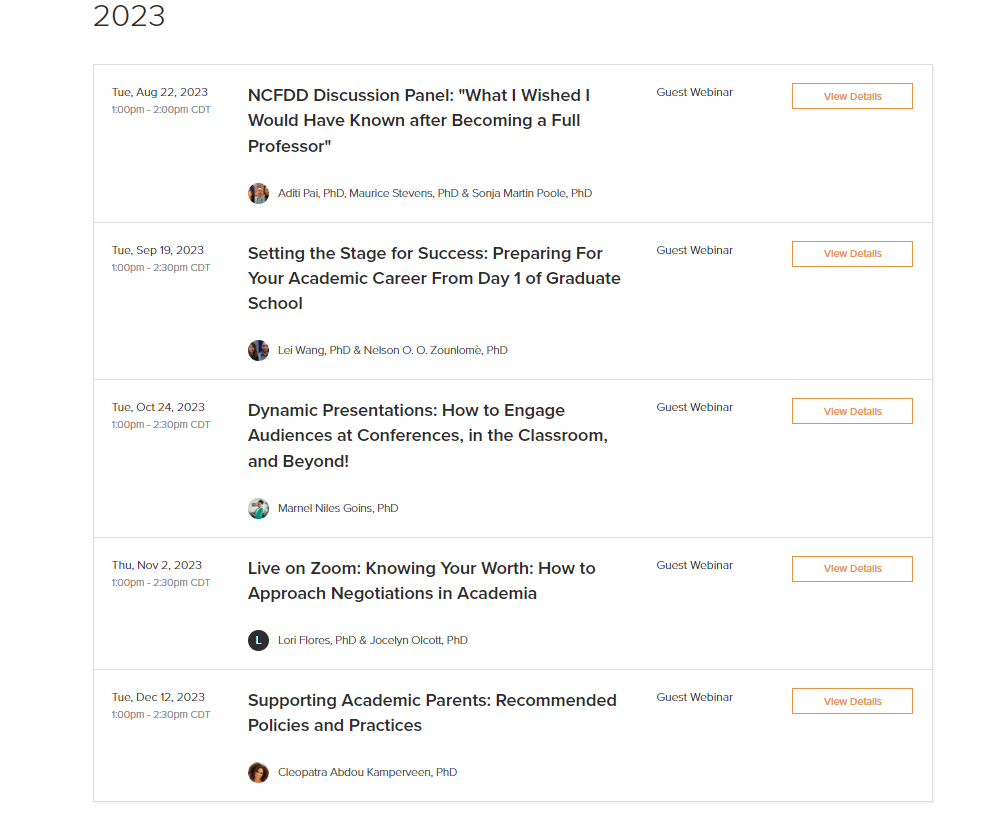 2023
Tue, Aug 22, 2023
1:00pm - 2:00pm CDT
NCFDD Discussion Panel: "What I Wished I
Would Have Known after Becoming a Full
Professor"
Aditi Pai, PhD, Maurice Stevens, PhD & Sonja Martin Poole, PhD
Guest Webinar
View Details
Tue, Sep 19, 2023
1:00pm - 2:30pm CDT
Setting the Stage for Success: Preparing For
Your Academic Career From Day 1 of Graduate
School
Lei Wang, PhD & Nelson O. O. Zounlomè, PhD
Guest Webinar
View Details
Tue, Oct 24, 2023
1:00pm - 2:30pm CDT
Dynamic Presentations: How to Engage
Audiences at Conferences, in the Classroom,
and Beyond!
Marnel Niles Goins, PhD
Guest Webinar
View Details
Thu, Nov 2, 2023
1:00pm - 2:30pm CDT
Live on Zoom: Knowing Your Worth: How to
Approach Negotiations in Academia
L
Lori Flores, PhD & Jocelyn Olcott, PhD
Guest Webinar
View Details
Tue, Dec 12, 2023
1:00pm - 2:30pm CDT
Supporting Academic Parents: Recommended
Policies and Practices
Cleopatra Abdou Kamperveen, PhD
Guest Webinar
View Details